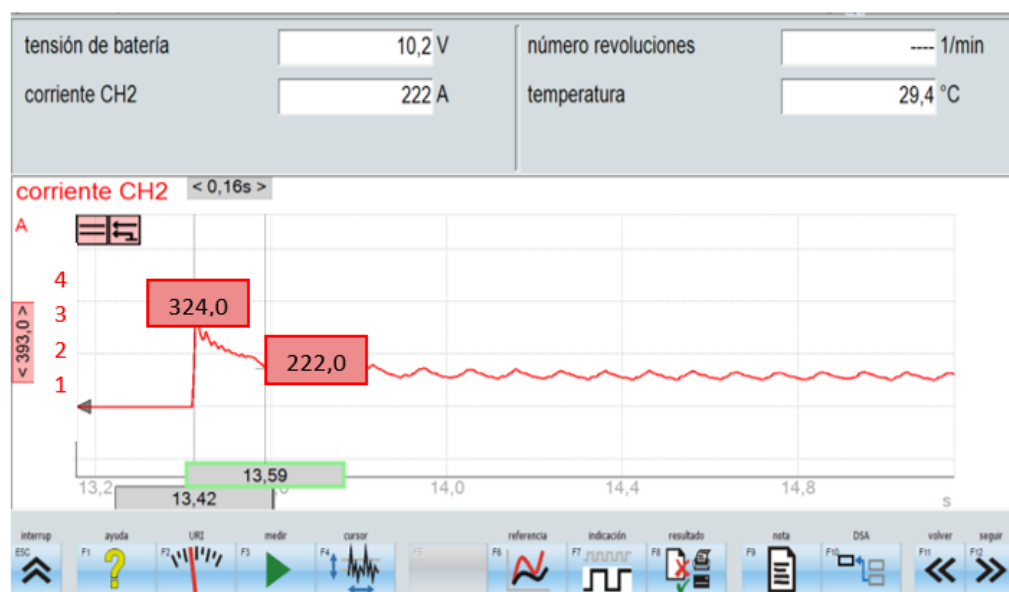 tensión de batería 10,2 V número revoluciones ---- 1/min
corriente CH2 222 A temperatura 29,4 °C
corriente CH2 < 0,16s >
A
4
324,0
3
< 393,0 >
2
222,0
1
13,59
13,2 14,0 14,4 14,8
13,42
s
interrup ayuda URI medir cursor referencia indicación resultado nota DSA volver seguir
ESC F1 F2 F3 F4 F5 F6 F7 F8 F9 F10 F11 F12